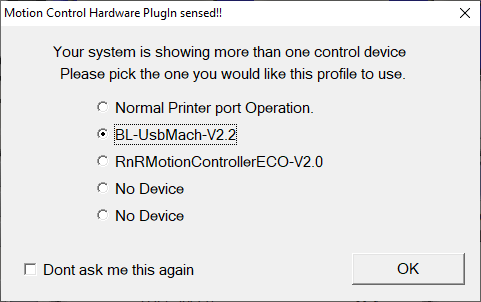 Motion Control Hardware PlugIn sensed!!
Your system is showing more than one control device
Please pick the one you would like this profile to use.
Normal Printer port Operation.
BL-UsbMach-V2.2
RnRMotionControllerECO-V2.0
No Device
No Device
Dont ask me this again
OK